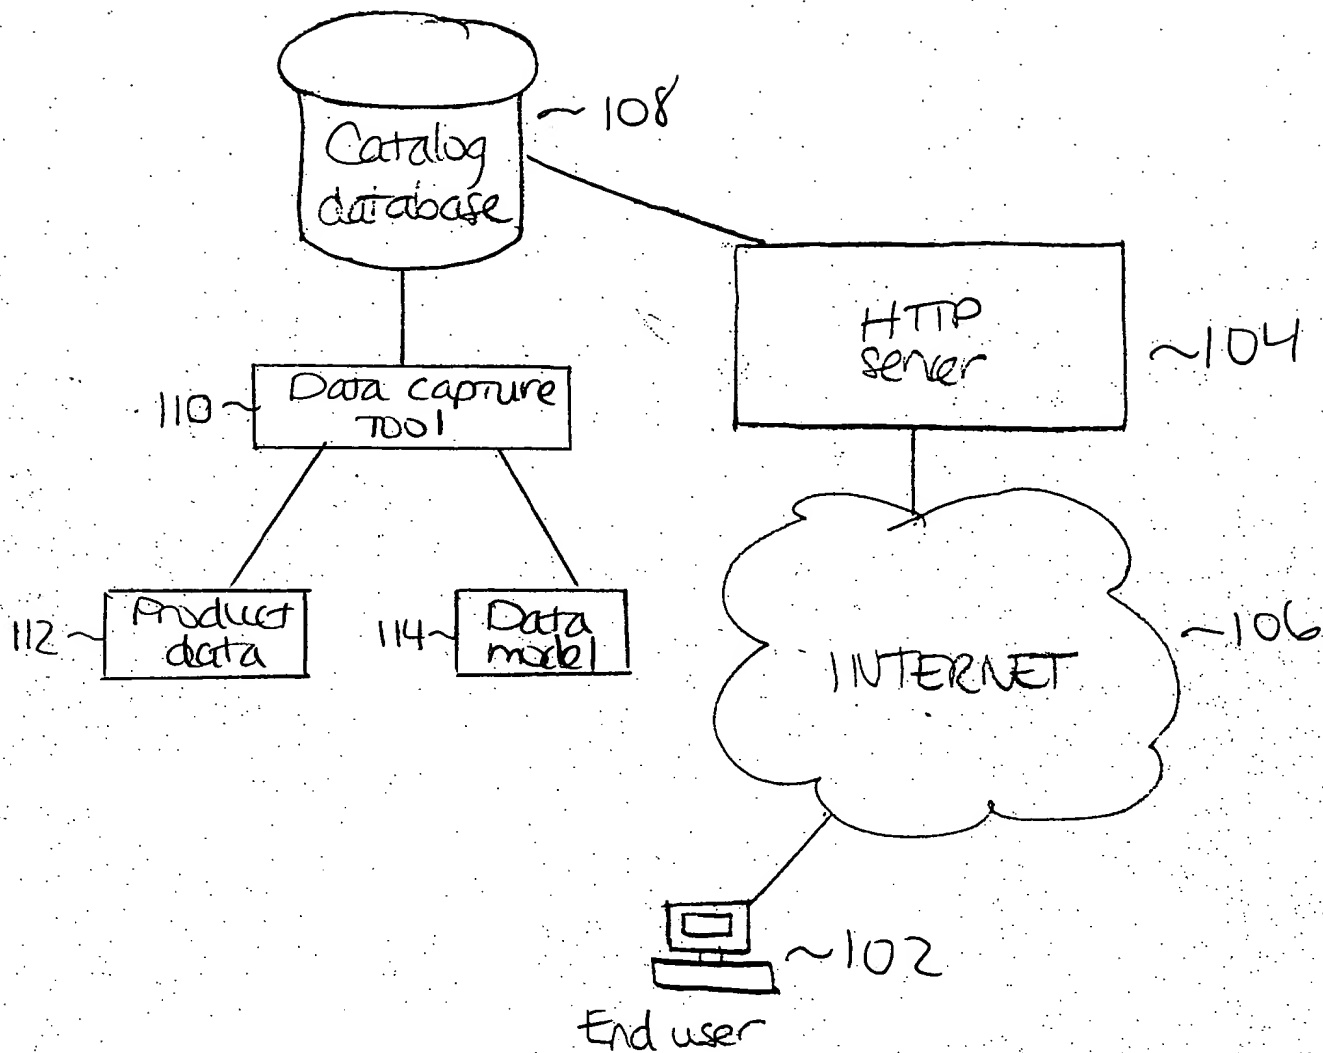 ~108
Catalog
database
HTTP
server
~104
110~
Data capture
TOOl
112~
Product
data
114~
Data
model
~106
INTERNET
~102
End user